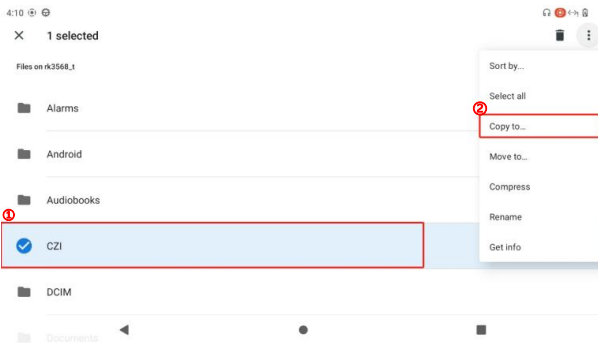 4:10
1 selected
Files on rk3568_t
Alarms
Android
Audiobooks
①
CZI
DCIM
Documents
Sort by...
Select all
②
Copy to...
Move to...
Compress
Rename
Get info